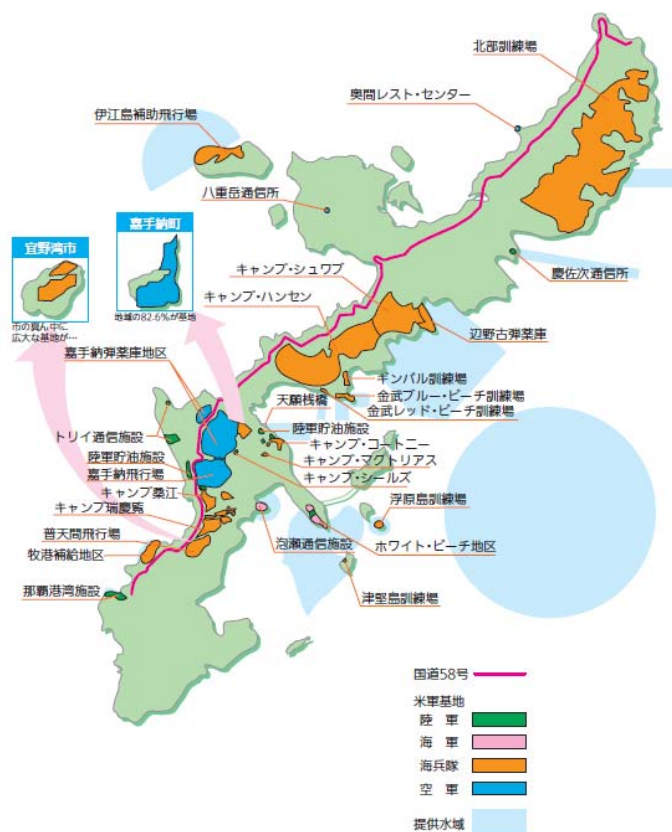 北部訓練場
奥間レスト・センター
伊江島補助飛行場
八重岳通信所
嘉手納町
宜野湾市
慶佐次通信所
キャンプ・シュワブ
キャンプ・ハンセン
地域の82.6%が基地
市の真ん中に
広大な基地が…
辺野古弾薬庫
嘉手納弾薬庫地区
ギンバル訓練場
天願桟橋
金武ブルー・ビーチ訓練場
金武レッド・ビーチ訓練場
陸軍貯油施設
トリイ通信施設
キャンプ・コートニー
陸軍貯油施設
キャンプ・マクトリアス
嘉手納飛行場
キャンプ・シールズ
キャンプ桑江
浮原島訓練場
キャンプ瑞慶覧
普天間飛行場
泡瀬通信施設
ホワイト・ビーチ地区
牧港補給地区
那覇港湾施設
津堅島訓練場
国道58号
米軍基地
陸 軍
海 軍
海兵隊
空 軍
提供水域